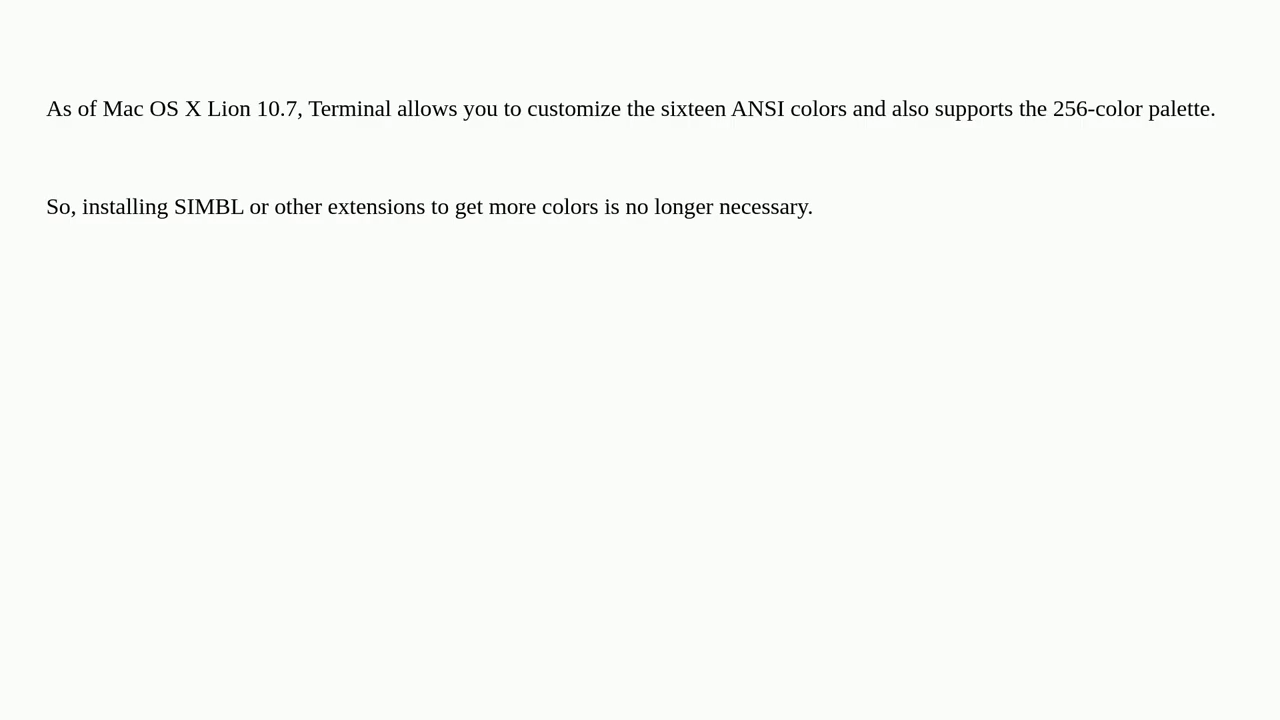 As of Mac OS X Lion 10.7, Terminal allows you to customize the sixteen ANSI colors and also supports the 256-color palette.
So, installing SIMBL or other extensions to get more colors is no longer necessary.